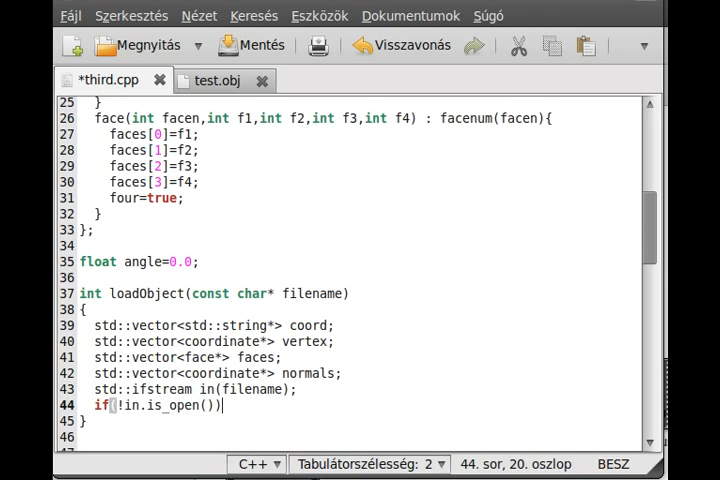 Fájl Szerkesztés Nézet Keresés Eszközök Dokumentumok Súgó
Megnyitás Mentés Visszavonás
*third.cpp test.obj
25   }
26   face(int facen,int f1,int f2,int f3,int f4) : facenum(facen){
27     faces[0]=f1;
28     faces[1]=f2;
29     faces[2]=f3;
30     faces[3]=f4;
31     four=true;
32   }
33 };
34
35 float angle=0.0;
36
37 int loadObject(const char* filename)
38 {
39   std::vector<std::string*> coord;
40   std::vector<coordinate*> vertex;
41   std::vector<face*> faces;
42   std::vector<coordinate*> normals;
43   std::ifstream in(filename);
44   if(!in.is_open())
45 }
46
C++ Tabulátorszélesség: 2 44. sor, 20. oszlop BESZ